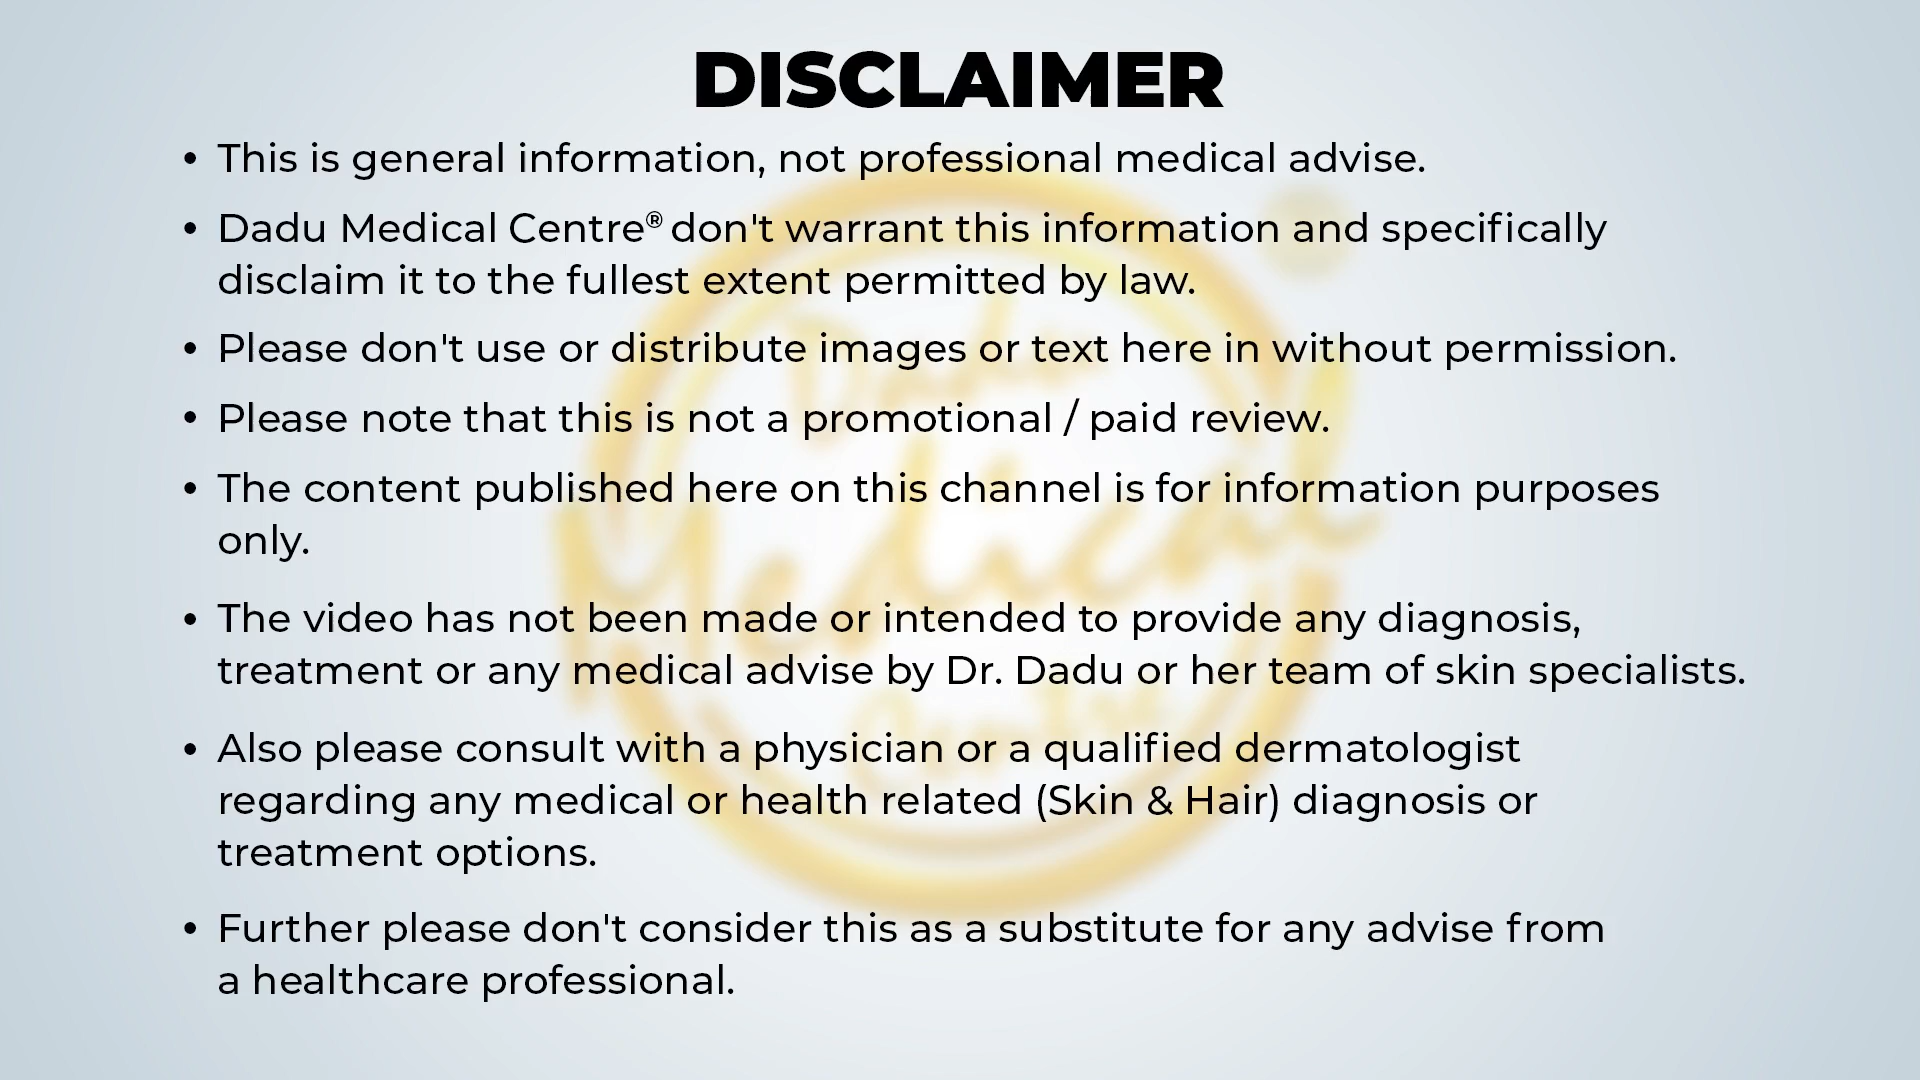 DISCLAIMER
• This is general information, not professional medical advise.
• Dadu Medical Centre® don't warrant this information and specifically
disclaim it to the fullest extent permitted by law.
• Please don't use or distribute images or text here in without permission.
• Please note that this is not a promotional / paid review.
• The content published here on this channel is for information purposes
only.
• The video has not been made or intended to provide any diagnosis,
treatment or any medical advise by Dr. Dadu or her team of skin specialists.
• Also please consult with a physician or a qualified dermatologist
regarding any medical or health related (Skin & Hair) diagnosis or
treatment options.
• Further please don't consider this as a substitute for any advise from
a healthcare professional.
Dadu
Medical
Centre